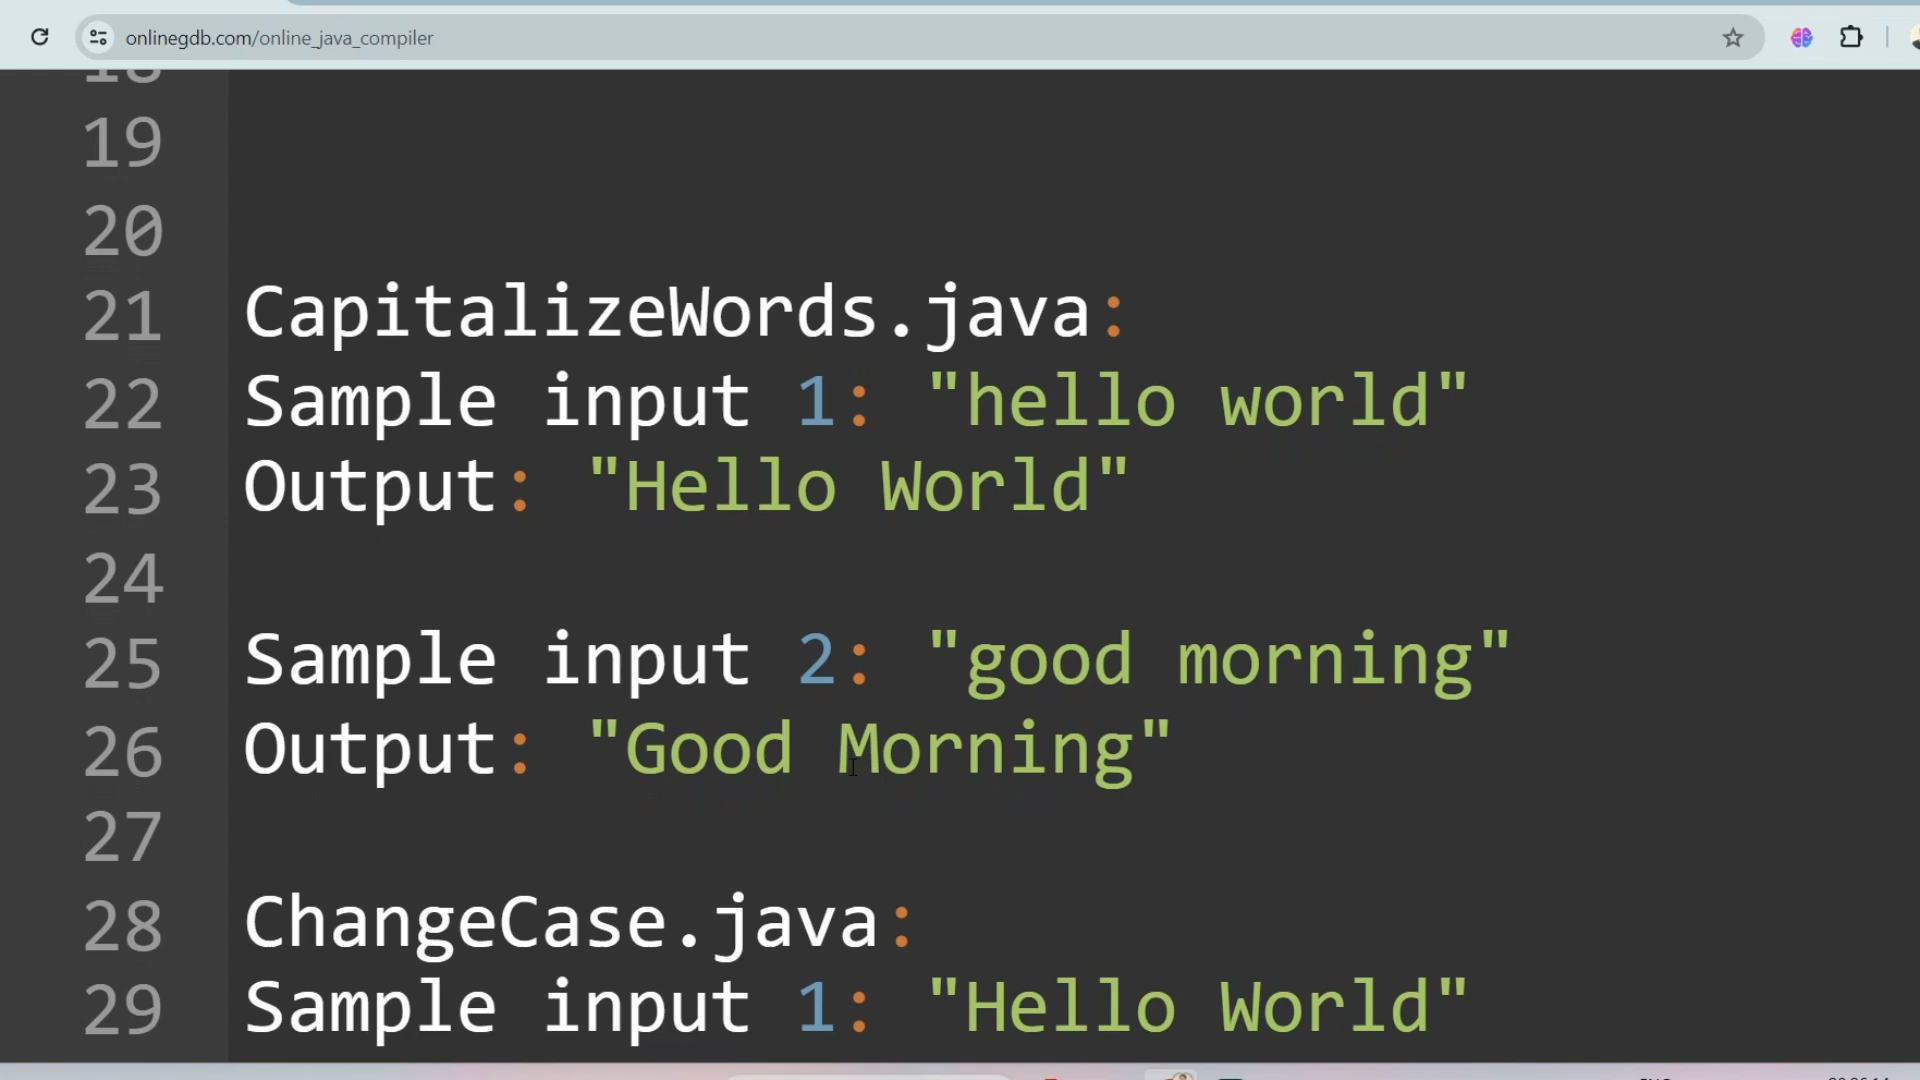 onlinegdb.com/online_java_compiler
18
19
20
21 CapitalizeWords.java:
22 Sample input 1: "hello world"
23 Output: "Hello World"
24
25 Sample input 2: "good morning"
26 Output: "Good Morning"
27
28 ChangeCase.java:
29 Sample input 1: "Hello World"